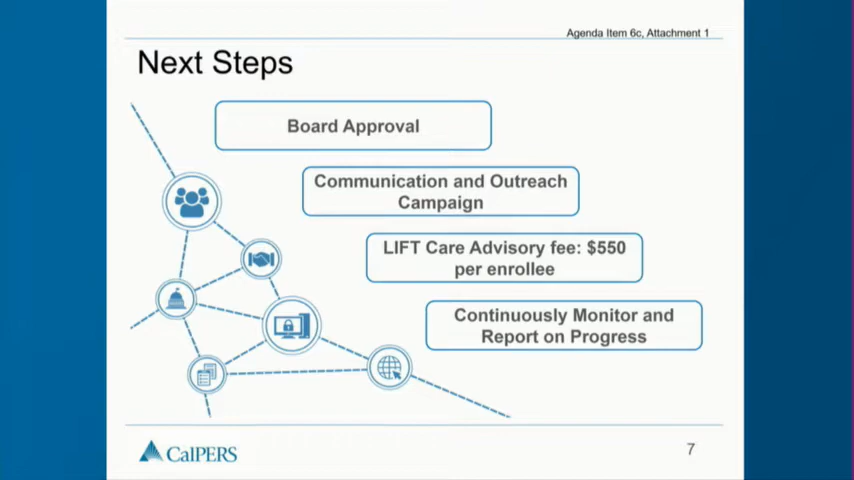 Agenda Item 6c, Attachment 1
Next Steps
Board Approval
Communication and Outreach
Campaign
LIFT Care Advisory fee: $550
per enrollee
Continuously Monitor and
Report on Progress
CalPERS
7